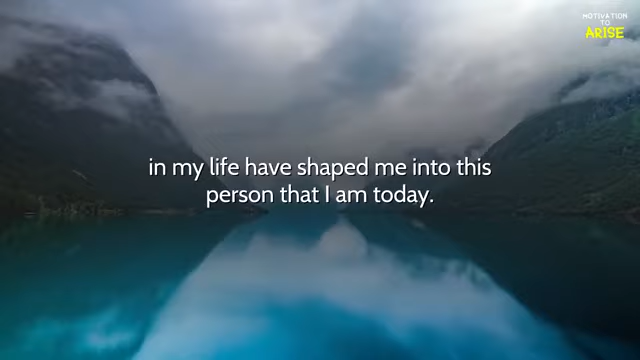 MOTIVATION
TO
ARISE
in my life have shaped me into this
person that I am today.